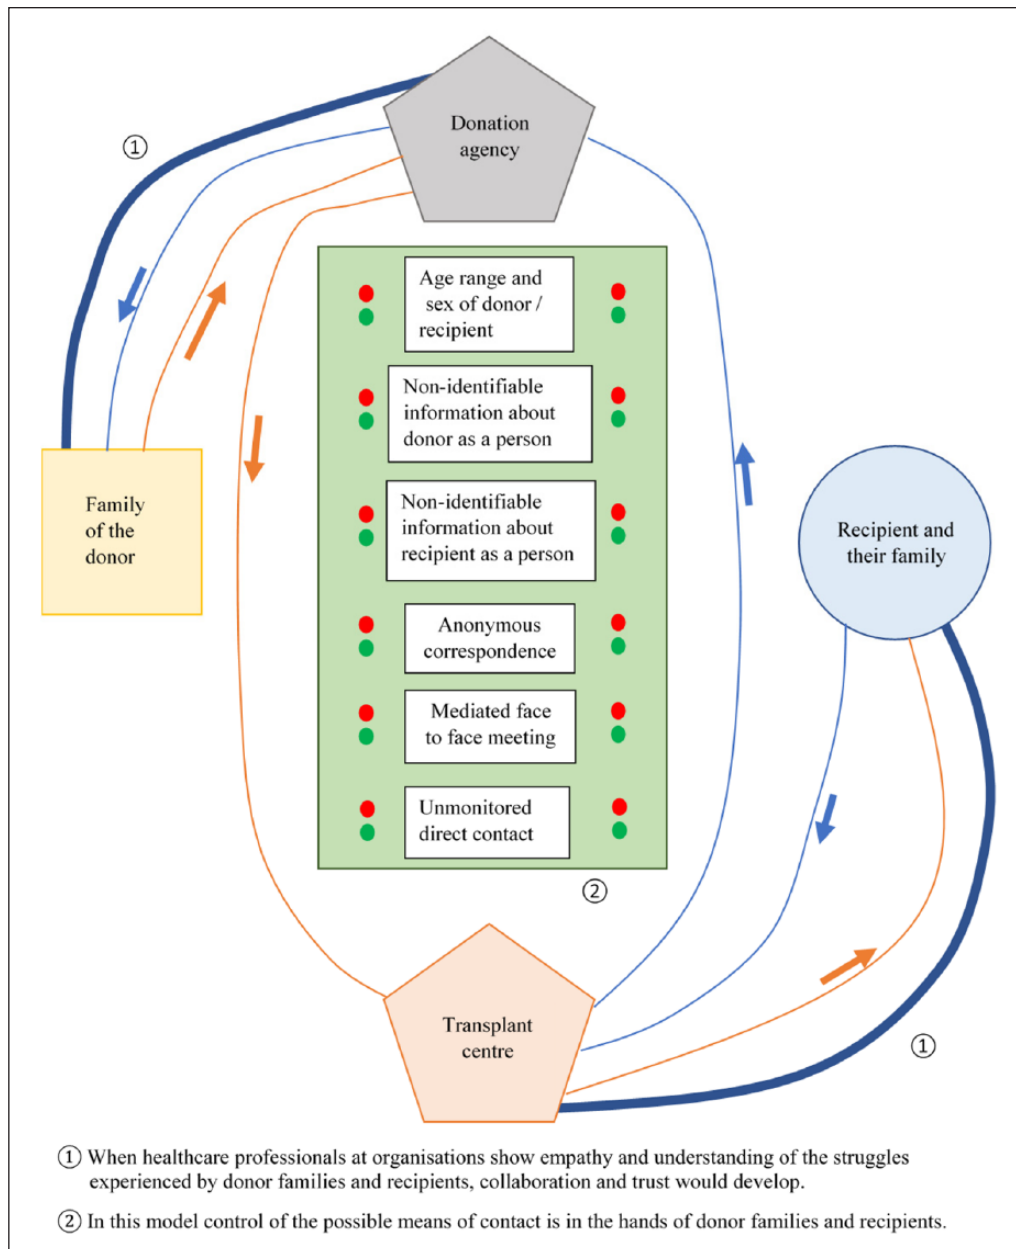 ①
Donation
agency
Age range and
sex of donor /
recipient
Non-identifiable
information about
donor as a person
Family
of the
donor
Non-identifiable
information about
recipient as a person
Recipient and
their family
Anonymous
correspondence
Mediated face
to face meeting
Unmonitored
direct contact
②
Transplant
centre
①
① When healthcare professionals at organisations show empathy and understanding of the struggles
experienced by donor families and recipients, collaboration and trust would develop.
② In this model control of the possible means of contact is in the hands of donor families and recipients.